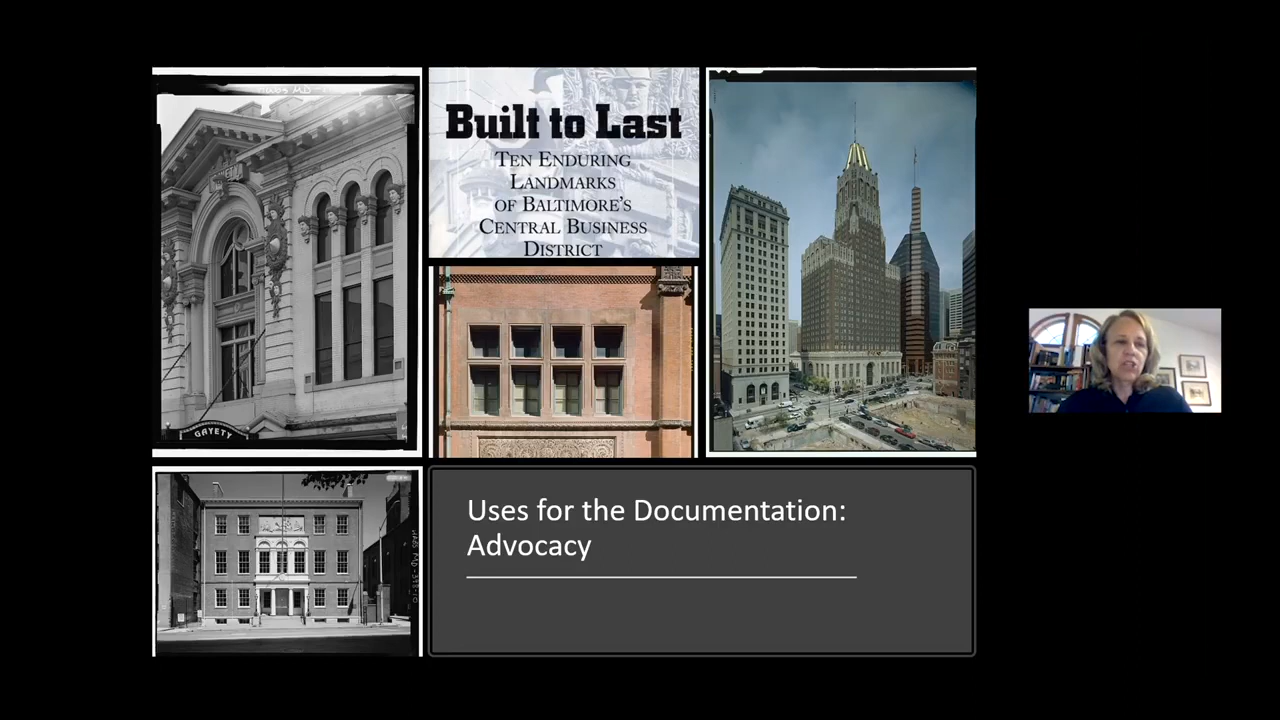 Built to Last
TEN ENDURING
LANDMARKS
OF BALTIMORE'S
CENTRAL BUSINESS
DISTRICT
GAYETY
Uses for the Documentation:
Advocacy